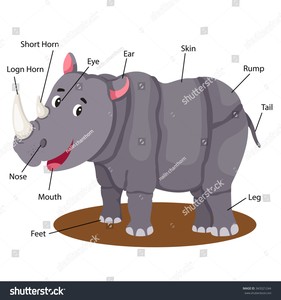 Short Horn
Logn Horn
Eye
Ear
Skin
Rump
Tail
Nose
Mouth
Feet
Leg
shutterstock